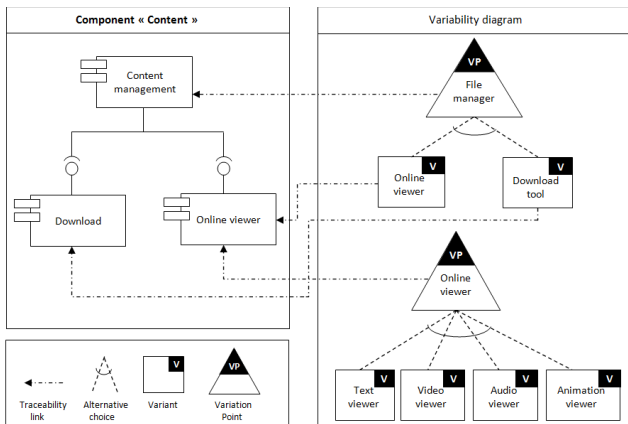 Component « Content »
Content
management
Download
Online viewer
Variability diagram
VP
File
manager
V
Online
viewer
V
Download
tool
VP
Online
viewer
V
Text
viewer
V
Video
viewer
V
Audio
viewer
V
Animation
viewer
Traceability
link
Alternative
choice
V
Variant
VP
Variation
Point